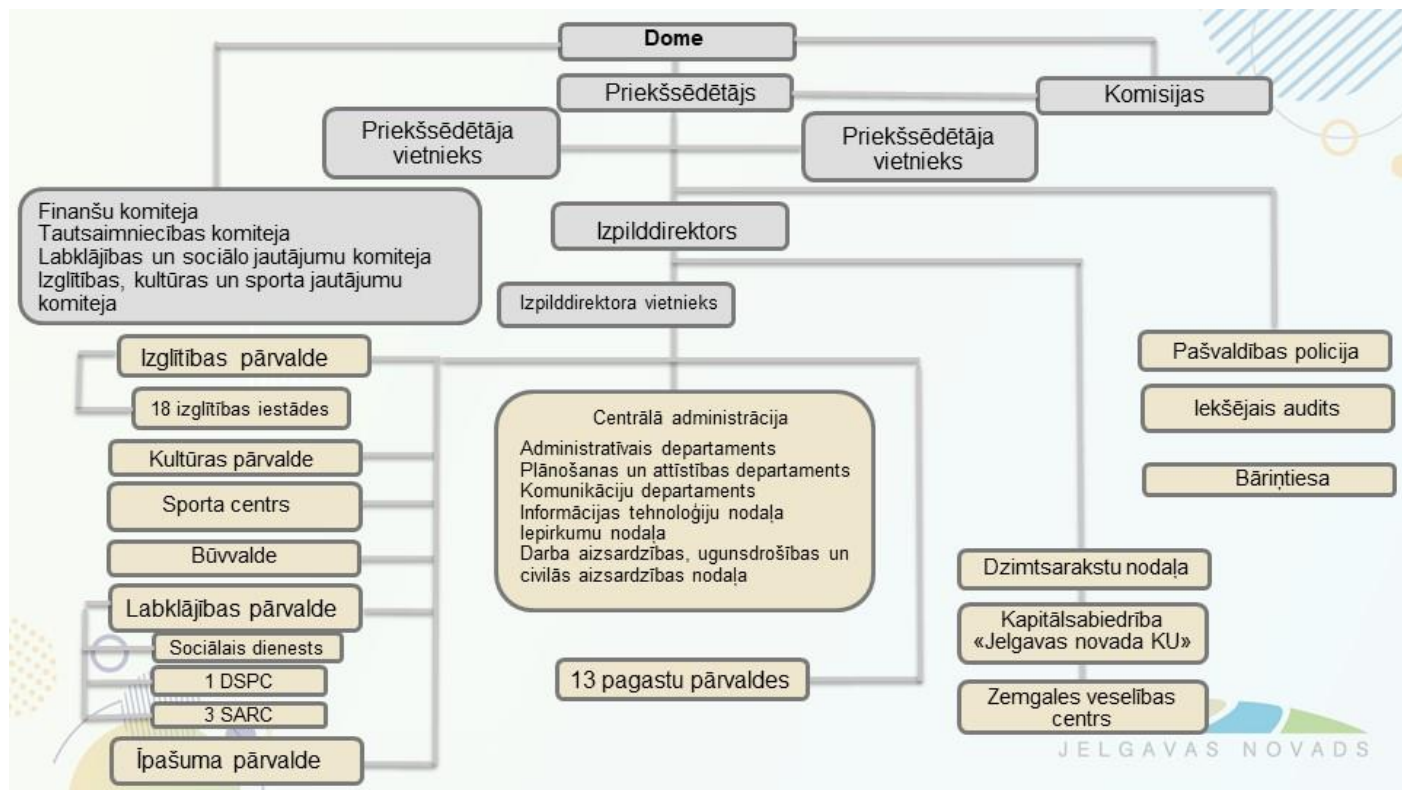 Dome
Priekšsēdētājs
Komisijas
Priekšsēdētāja
vietnieks
Priekšsēdētāja
vietnieks
Finanšu komiteja
Tautsaimniecības komiteja
Labklājības un sociālo jautājumu komiteja
Izglītības, kultūras un sporta jautājumu
komiteja
Izpilddirektors
Izpilddirektora vietnieks
Izglītības pārvalde
18 izglītības iestādes
Kultūras pārvalde
Sporta centrs
Būvvalde
Labklājības pārvalde
Sociālais dienests
1 DSPC
3 SARC
Īpašuma pārvalde
Centrālā administrācija
Administratīvais departaments
Plānošanas un attīstības departaments
Komunikāciju departaments
Informācijas tehnoloģiju nodaļa
Iepirkumu nodaļa
Darba aizsardzības, ugunsdrošības un
civilās aizsardzības nodaļa
13 pagastu pārvaldes
Pašvaldības policija
Iekšējais audits
Bāriņtiesa
Dzimtsarakstu nodaļa
Kapitālsabiedrība
«Jelgavas novada KU»
Zemgales veselības
centrs
JELGAVAS NOVADS